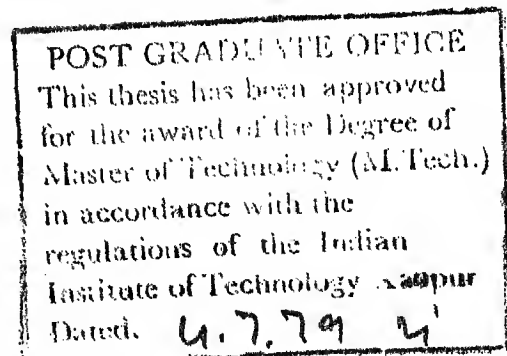 POST GRADUATE OFFICE
This thesis has been approved
for the award of the Degree of
Master of Technology (M.Tech.)
in accordance with the
regulations of the Indian
Institute of Technology Kanpur
Dated. 4.7.79